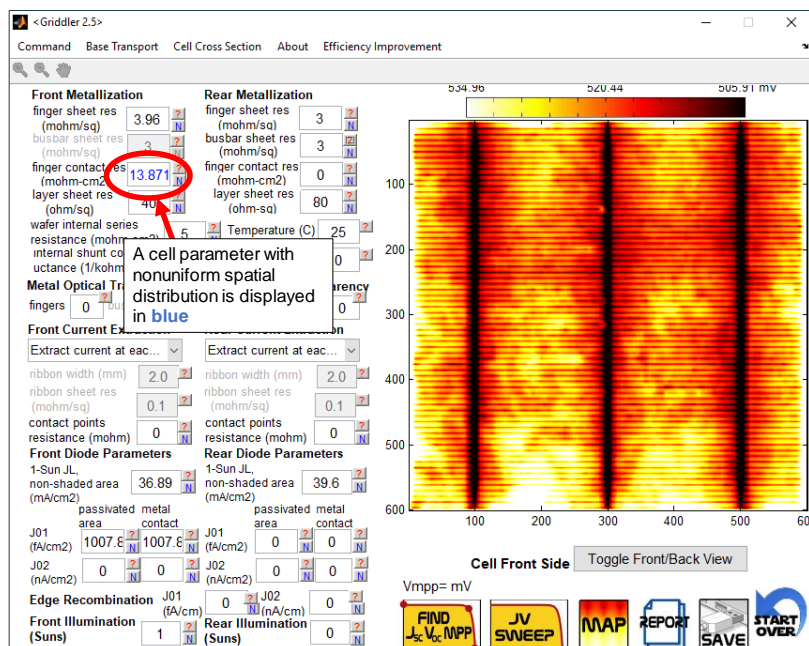 <Griddler 2.5>
Command Base Transport Cell Cross Section About Efficiency Improvement
Front Metallization Rear Metallization
finger sheet res (mohm/sq) 3.96 ? N finger sheet res (mohm/sq) 3 ? N
busbar sheet res (mohm/sq) 3 ? N busbar sheet res (mohm/sq) 3 N
finger contact res (mohm-cm2) 13.871 ? N finger contact res (mohm-cm2) 0 ? N
layer sheet res (ohm/sq) 40 ? N layer sheet res (ohm-sq) 80 ? N
wafer internal series resistance (mohm 5 ? Temperature (C) 25 ?
internal shunt co
uctance (1/kohm 0 ?
A cell parameter with
nonuniform spatial
distribution is displayed
in blue
Metal Optical Tra
parency
fingers 0 ? 0 ?
Front Current Extraction Rear Current Extraction
Extract current at eac... Extract current at eac...
ribbon width (mm) 2.0 ? ribbon width (mm) 2.0 ?
ribbon sheet res (mohm/sq) 0.1 ? ribbon sheet res (mohm/sq) 0.1 ?
contact points resistance (mohm) 0 ? N contact points resistance (mohm) 0 ? N
Front Diode Parameters Rear Diode Parameters
1-Sun JL, non-shaded area (mA/cm2) 36.89 ? N 1-Sun JL, non-shaded area (mA/cm2) 39.6 ? N
passivated area metal contact passivated area metal contact
J01 (fA/cm2) 1007.8 ? N 1007.8 ? N J01 (fA/cm2) 0 ? N 0 ? N
J02 (nA/cm2) 0 ? N 0 ? N J02 (nA/cm2) 0 ? N 0 ? N
Edge Recombination J01 (fA/cm) 0 ? N J02 (nA/cm) 0 ? N
Front Illumination (Suns) 1 ? N Rear Illumination (Suns) 0 ? N
534.96 520.44 505.91 mV
100
200
300
400
500
600
100 200 300 400 500 600
Cell Front Side Toggle Front/Back View
Vmpp= mV
FIND Jsc Voc MPP
JV SWEEP
MAP
REPORT
SAVE
START OVER